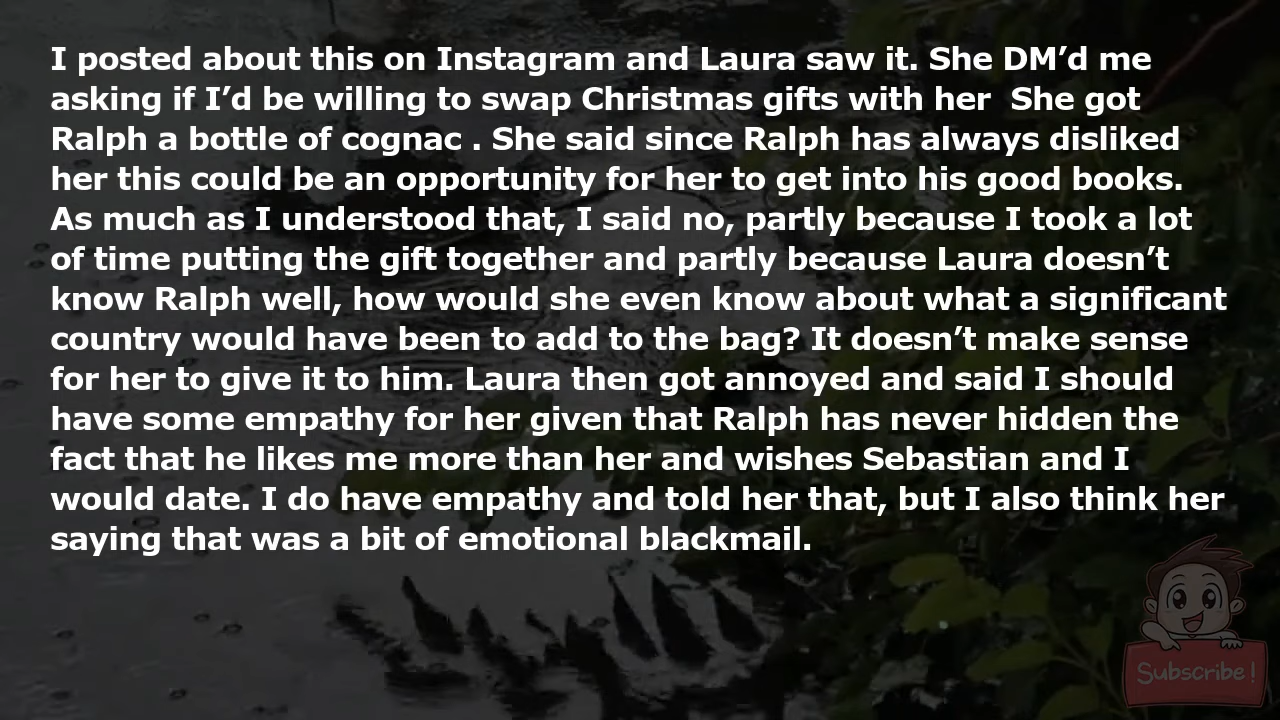 I posted about this on Instagram and Laura saw it. She DM’d me
asking if I’d be willing to swap Christmas gifts with her  She got
Ralph a bottle of cognac . She said since Ralph has always disliked
her this could be an opportunity for her to get into his good books.
As much as I understood that, I said no, partly because I took a lot
of time putting the gift together and partly because Laura doesn’t
know Ralph well, how would she even know about what a significant
country would have been to add to the bag? It doesn’t make sense
for her to give it to him. Laura then got annoyed and said I should
have some empathy for her given that Ralph has never hidden the
fact that he likes me more than her and wishes Sebastian and I
would date. I do have empathy and told her that, but I also think her
saying that was a bit of emotional blackmail.
Subscribe!